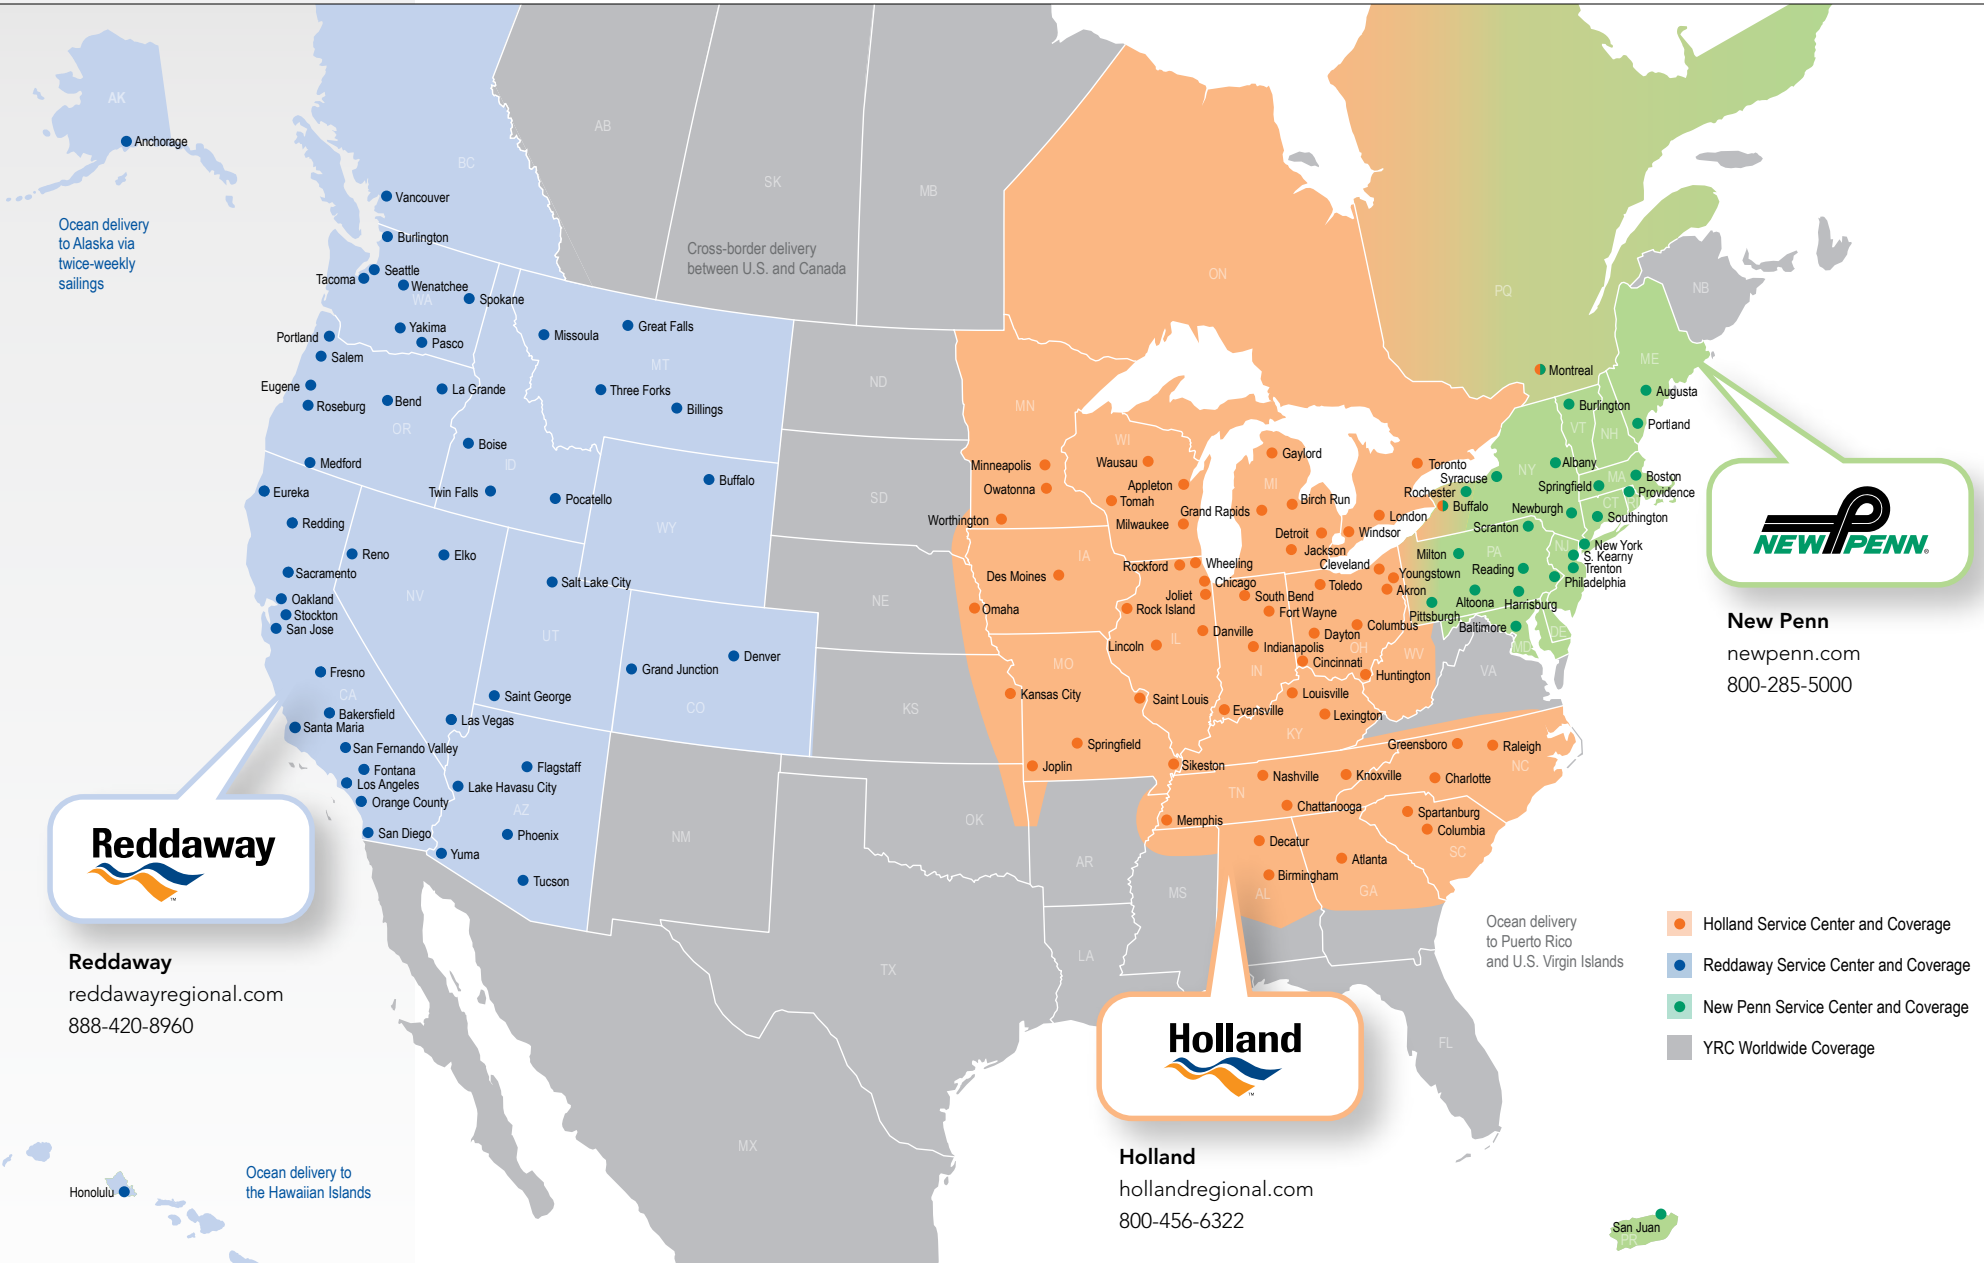 AK
Anchorage
Ocean delivery
to Alaska via
twice-weekly
sailings
BC
AB
SK
MB
ON
PQ
NB
Cross-border delivery
between U.S. and Canada
Vancouver
Burlington
Seattle
Tacoma
Wenatchee
WA
Spokane
Yakima
Pasco
Portland
Salem
Eugene
Roseburg
Bend
La Grande
OR
Medford
Missoula
Great Falls
MT
Three Forks
Billings
Boise
ID
Twin Falls
Pocatello
Buffalo
WY
Eureka
Redding
Reno
Elko
Sacramento
NV
Oakland
Stockton
San Jose
Fresno
CA
Bakersfield
Santa Maria
San Fernando Valley
Fontana
Los Angeles
Orange County
San Diego
Salt Lake City
UT
Saint George
Las Vegas
Grand Junction
Denver
CO
Flagstaff
Lake Havasu City
AZ
Phoenix
Yuma
Tucson
ND
SD
NE
KS
OK
NM
TX
MX
AR
LA
MS
FL
VA
MN
Minneapolis
Owatonna
Worthington
WI
Wausau
Appleton
Tomah
Milwaukee
Gaylord
MI
Birch Run
Grand Rapids
Detroit
Jackson
Windsor
London
Toronto
IA
Des Moines
Omaha
Rockford
Wheeling
Chicago
Joliet
Rock Island
IL
Danville
Lincoln
South Bend
Fort Wayne
Indianapolis
IN
Evansville
Cleveland
Youngstown
Toledo
Akron
Columbus
Dayton
OH
Cincinnati
WV
Huntington
MO
Kansas City
Saint Louis
Springfield
Joplin
Sikeston
Louisville
Lexington
KY
Nashville
Knoxville
TN
Chattanooga
Memphis
Greensboro
Raleigh
NC
Charlotte
Spartanburg
Columbia
SC
Decatur
Birmingham
AL
Atlanta
GA
Montreal
ME
Augusta
Portland
Burlington
VT
NH
NY
Albany
Syracuse
Rochester
Buffalo
MA
Boston
Springfield
Providence
CT
RI
Newburgh
Southington
Scranton
New York
NJ
S. Kearny
Trenton
Philadelphia
PA
Milton
Reading
Altoona
Harrisburg
Pittsburgh
Baltimore
MD
DE
NEW PENN
New Penn
newpenn.com
800-285-5000
Reddaway
™
Reddaway
reddawayregional.com
888-420-8960
Holland
™
Holland
hollandregional.com
800-456-6322
Ocean delivery
to Puerto Rico
and U.S. Virgin Islands
Holland Service Center and Coverage
Reddaway Service Center and Coverage
New Penn Service Center and Coverage
YRC Worldwide Coverage
Honolulu
Ocean delivery to
the Hawaiian Islands
San Juan
PR